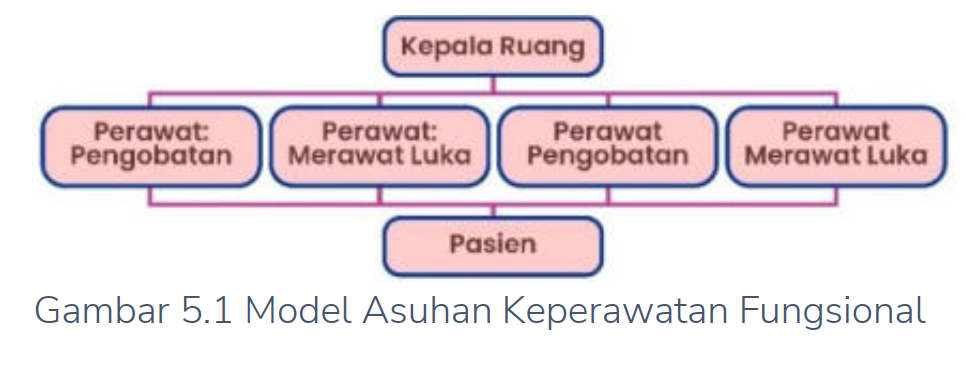 Kepala Ruang
Perawat:
Pengobatan
Perawat:
Merawat Luka
Perawat
Pengobatan
Perawat
Merawat Luka
Pasien
Gambar 5.1 Model Asuhan Keperawatan Fungsional